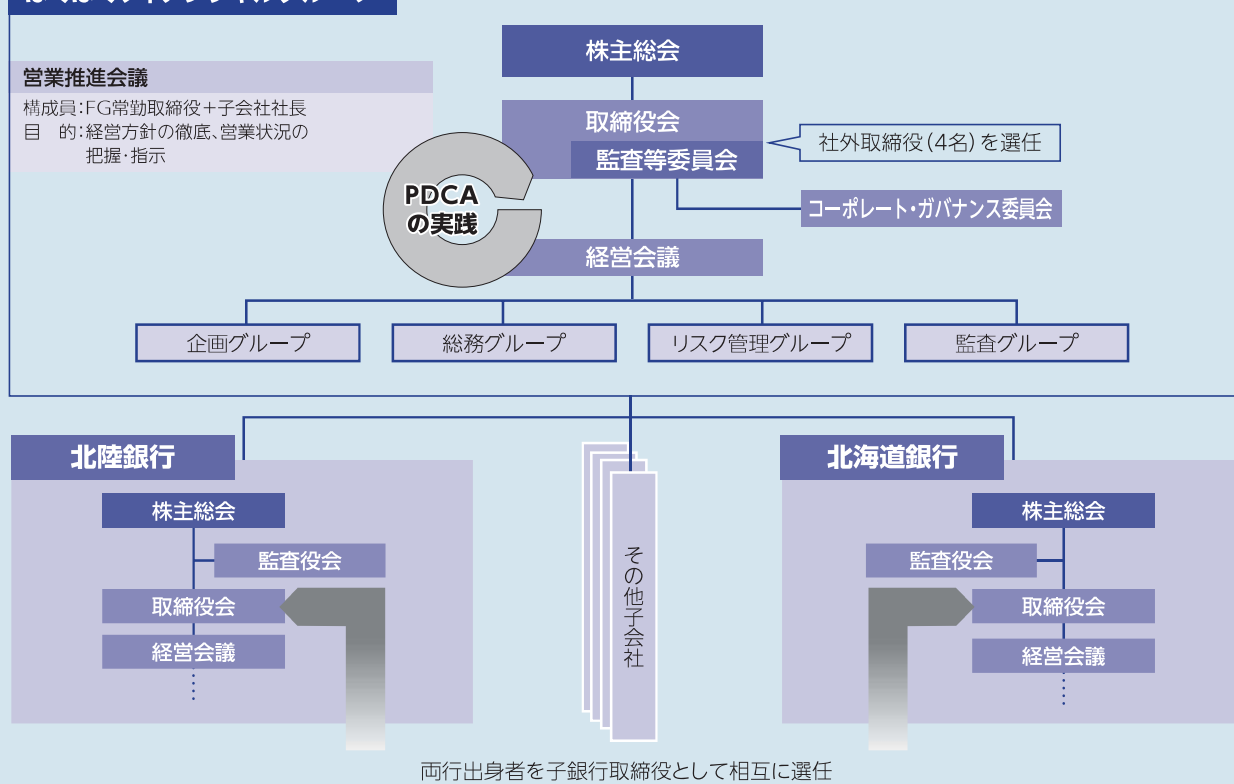 株主総会
営業推進会議
構成員:FG常勤取締役+子会社社長
目　的:経営方針の徹底、営業状況の
把握・指示
取締役会
監査等委員会
社外取締役(4名)を選任
PDCA
の実践
コーポレート・ガバナンス委員会
経営会議
企画グループ
総務グループ
リスク管理グループ
監査グループ
北陸銀行
株主総会
監査役会
取締役会
経営会議
その他子会社
北海道銀行
株主総会
監査役会
取締役会
経営会議
両行出身者を子銀行取締役として相互に選任